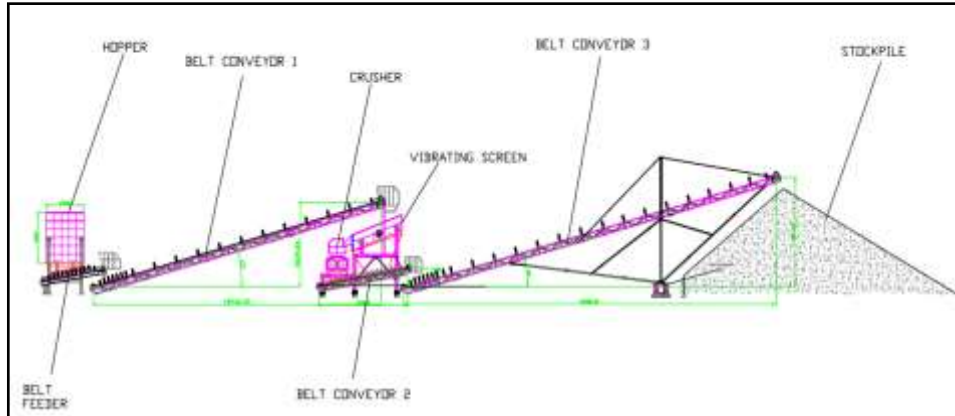 HOPPER
BELT CONVEYOR 1
CRUSHER
VIBRATING SCREEN
BELT CONVEYOR 3
STOCKPILE
BELT
FEEDER
BELT CONVEYOR 2